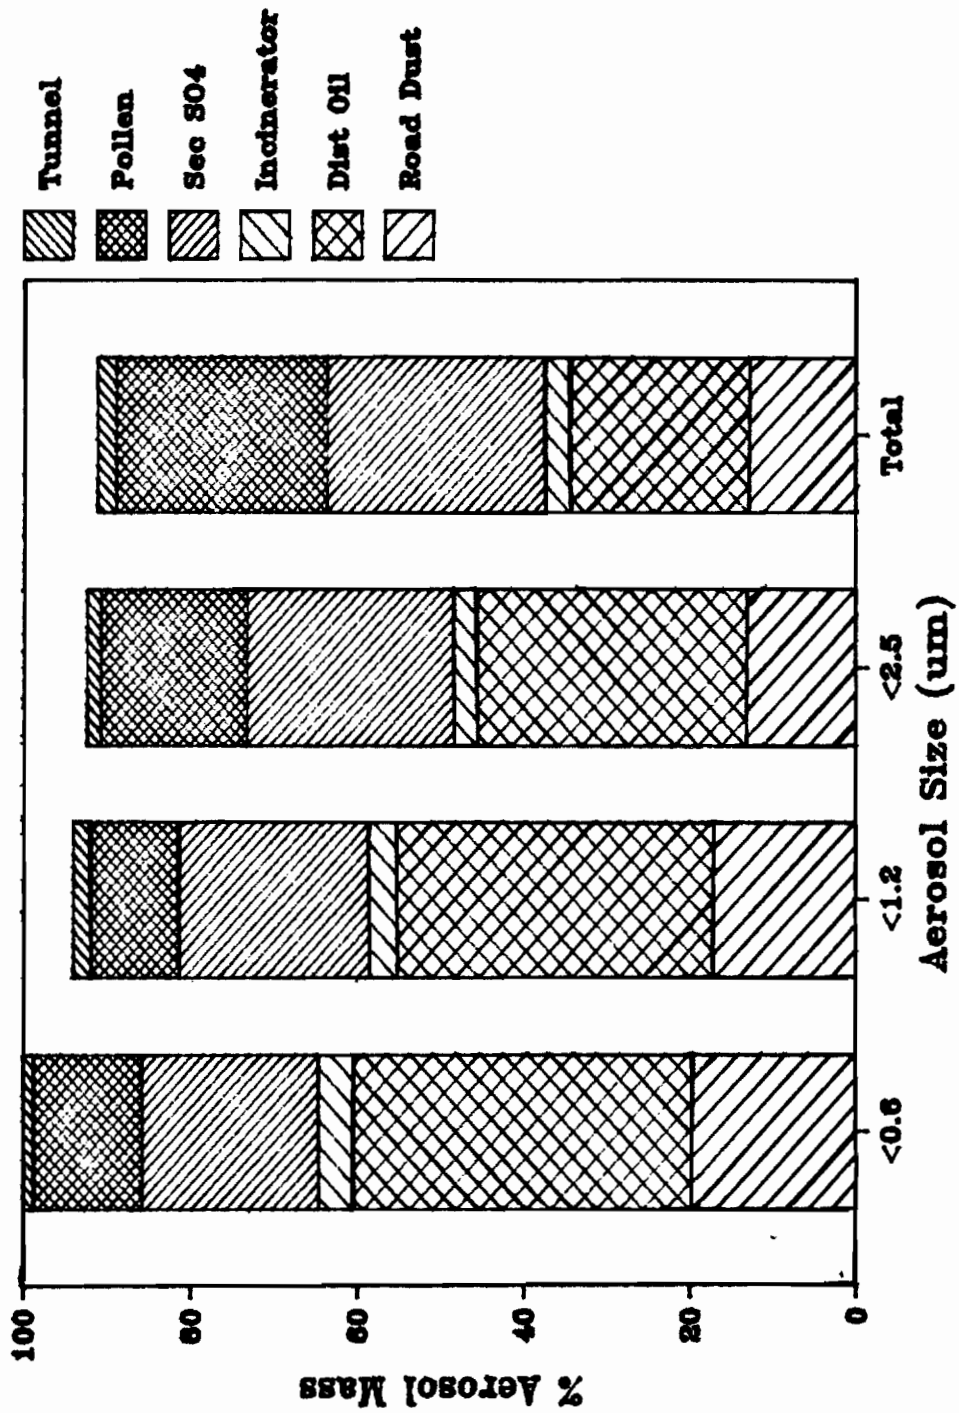 Tunnel
Pollen
Sec SO4
Incinerator
Dist Oil
Road Dust
% Aerosol Mass
100
80
60
40
20
0
<0.6
<1.2
<2.5
Total
Aerosol Size (um)